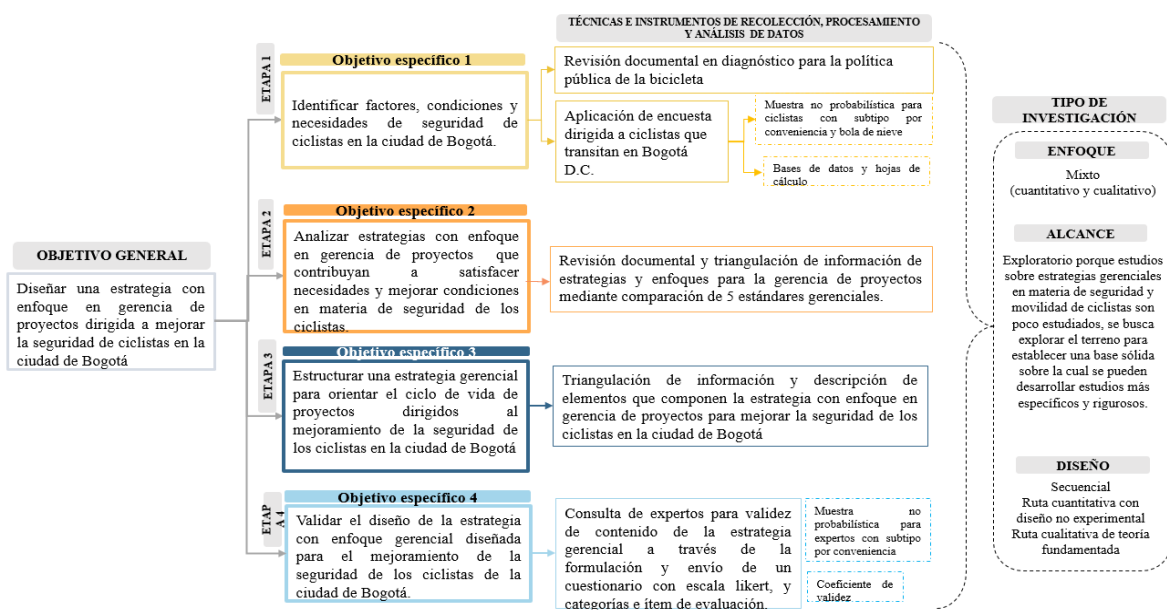 TÉCNICAS E INSTRUMENTOS DE RECOLECCIÓN, PROCESAMIENTO
Y ANÁLISIS DE DATOS
ETAPA 1
Objetivo específico 1
Identificar factores, condiciones y
necesidades de seguridad de
ciclistas en la ciudad de Bogotá.
Revisión documental en diagnóstico para la política
pública de la bicicleta
Aplicación de encuesta
dirigida a ciclistas que
transitan en Bogotá
D.C.
Muestra no probabilística para
ciclistas con subtipo por
conveniencia y bola de nieve
Bases de datos y hojas de
cálculo
ETAPA 2
Objetivo específico 2
Analizar estrategias con enfoque
en gerencia de proyectos que
contribuyan a satisfacer
necesidades y mejorar condiciones
en materia de seguridad de los
ciclistas.
Revisión documental y triangulación de información de
estrategias y enfoques para la gerencia de proyectos
mediante comparación de 5 estándares gerenciales.
OBJETIVO GENERAL
Diseñar una estrategia con
enfoque en gerencia de
proyectos dirigida a mejorar
la seguridad de ciclistas en la
ciudad de Bogotá
ETAPA 3
Objetivo específico 3
Estructurar una estrategia gerencial
para orientar el ciclo de vida de
proyectos dirigidos al
mejoramiento de la seguridad de
los ciclistas en la ciudad de Bogotá
Triangulación de información y descripción de
elementos que componen la estrategia con enfoque en
gerencia de proyectos para mejorar la seguridad de los
ciclistas en la ciudad de Bogotá
ETAP
A 4
Objetivo específico 4
Validar el diseño de la estrategia
con enfoque gerencial diseñada
para el mejoramiento de la
seguridad de los ciclistas de la
ciudad de Bogotá.
Consulta de expertos para validez
de contenido de la estrategia
gerencial a través de la
formulación y envío de un
cuestionario con escala likert, y
categorías e ítem de evaluación.
Muestra no
probabilística para
expertos con subtipo
por conveniencia
Coeficiente de
validez
TIPO DE
INVESTIGACIÓN
ENFOQUE
Mixto
(cuantitativo y cualitativo)
ALCANCE
Exploratorio porque estudios
sobre estrategias gerenciales
en materia de seguridad y
movilidad de ciclistas son
poco estudiados, se busca
explorar el terreno para
establecer una base sólida
sobre la cual se pueden
desarrollar estudios más
específicos y rigurosos.
DISEÑO
Secuencial
Ruta cuantitativa con
diseño no experimental
Ruta cualitativa de teoría
fundamentada